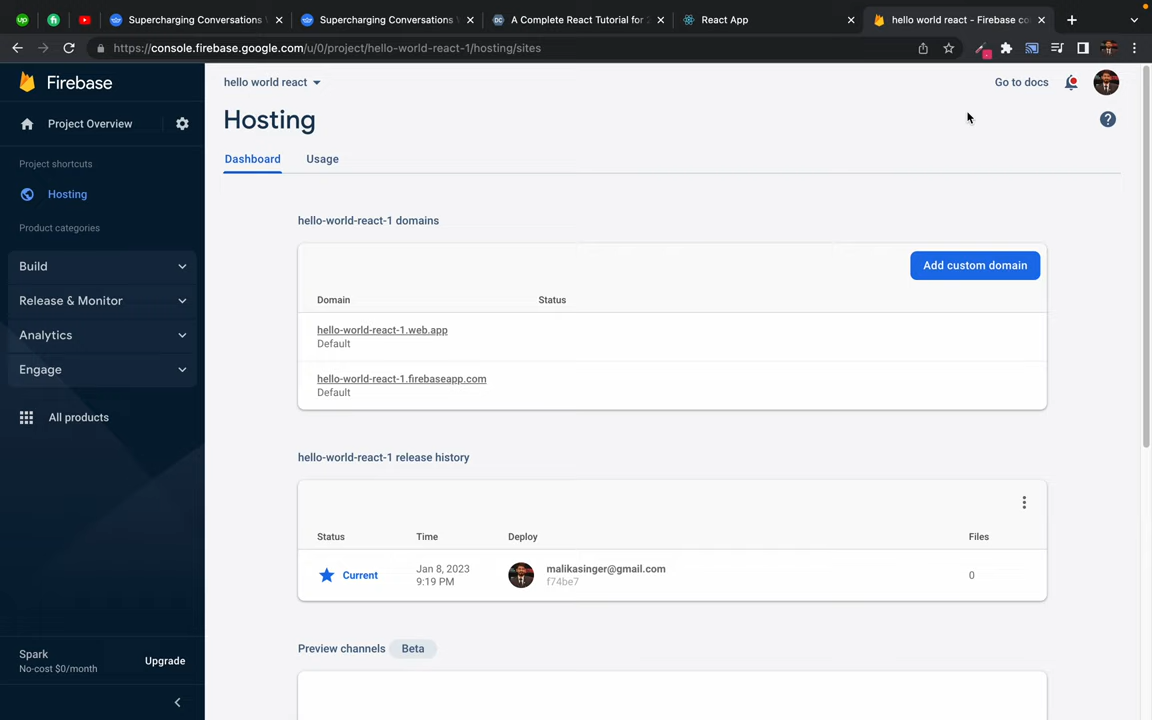 Supercharging Conversations
Supercharging Conversations
A Complete React Tutorial for 2
React App
hello world react - Firebase co
https://console.firebase.google.com/u/0/project/hello-world-react-1/hosting/sites
Firebase
hello world react
Go to docs
Project Overview
Hosting
?
Project shortcuts
Dashboard
Usage
Hosting
Product categories
hello-world-react-1 domains
Build
Add custom domain
Release & Monitor
Domain
Status
Analytics
hello-world-react-1.web.app
Default
Engage
hello-world-react-1.firebaseapp.com
Default
All products
hello-world-react-1 release history
Status
Time
Deploy
Files
Current
Jan 8, 2023
9:19 PM
malikasinger@gmail.com
f74be7
0
Preview channels
Beta
Spark
No-cost $0/month
Upgrade